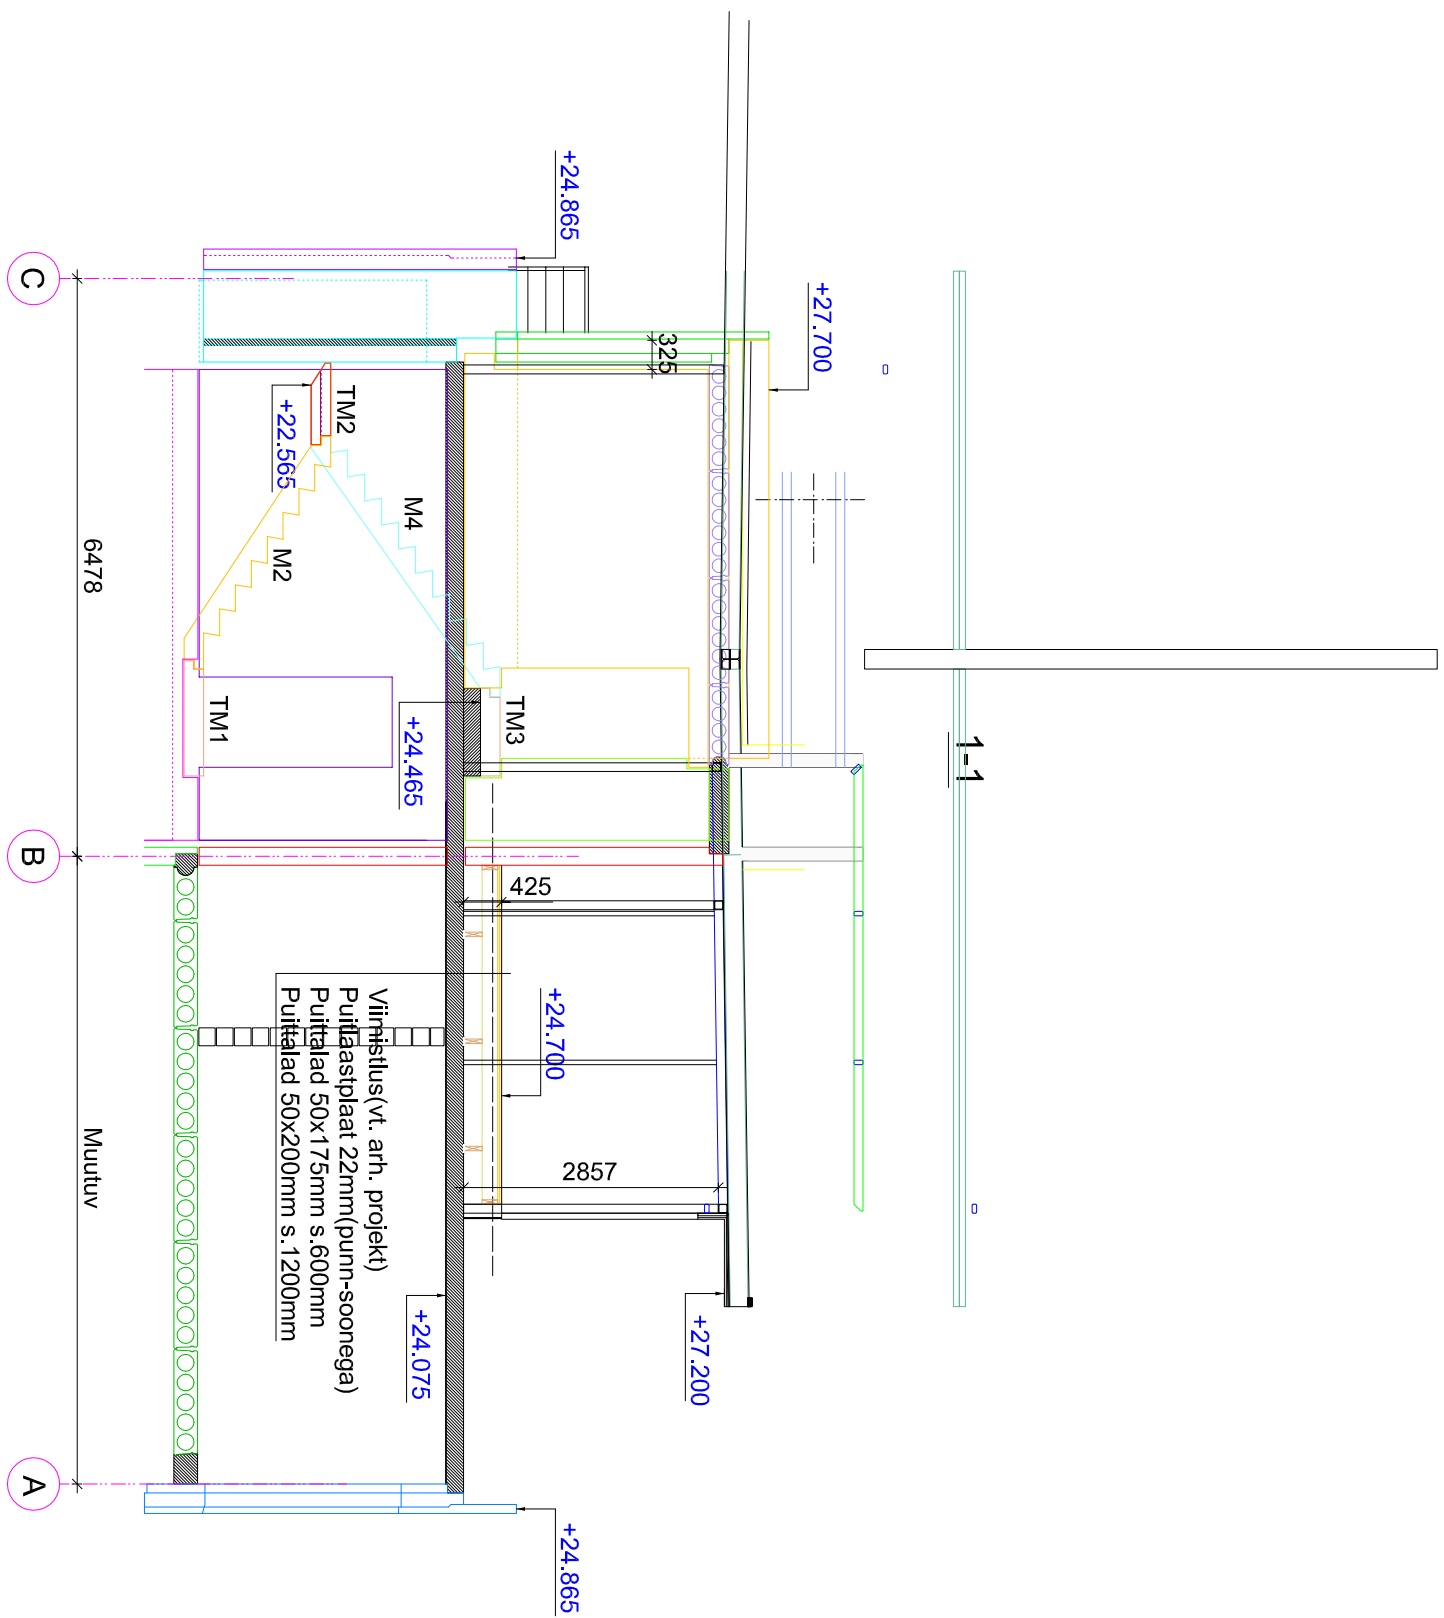 1-1
+27.700
+24.865
325
TM2
+22.565
M4
M2
TM3
TM1
+24.465
425
+24.700
2857
Viimistlus(vt. arh. projekt)
Puitlaastplaat 22mm(punn-soonega)
Puittalad 50x175mm s.600mm
Puittalad 50x200mm s.1200mm
+27.200
+24.075
+24.865
6478
Muutuv
C
B
A